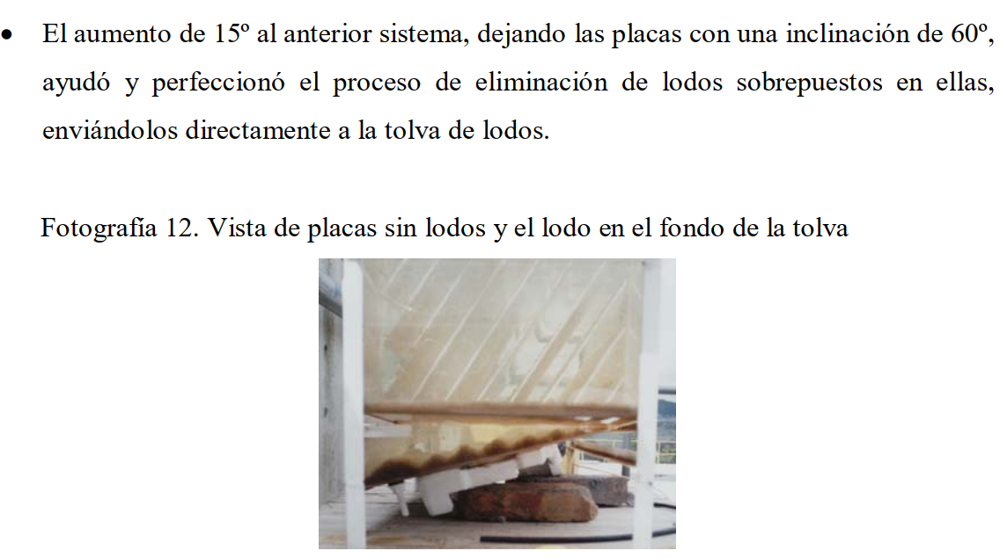 • El aumento de 15º al anterior sistema, dejando las placas con una inclinación de 60º,
ayudó y perfeccionó el proceso de eliminación de lodos sobrepuestos en ellas,
enviándolos directamente a la tolva de lodos.
Fotografía 12. Vista de placas sin lodos y el lodo en el fondo de la tolva